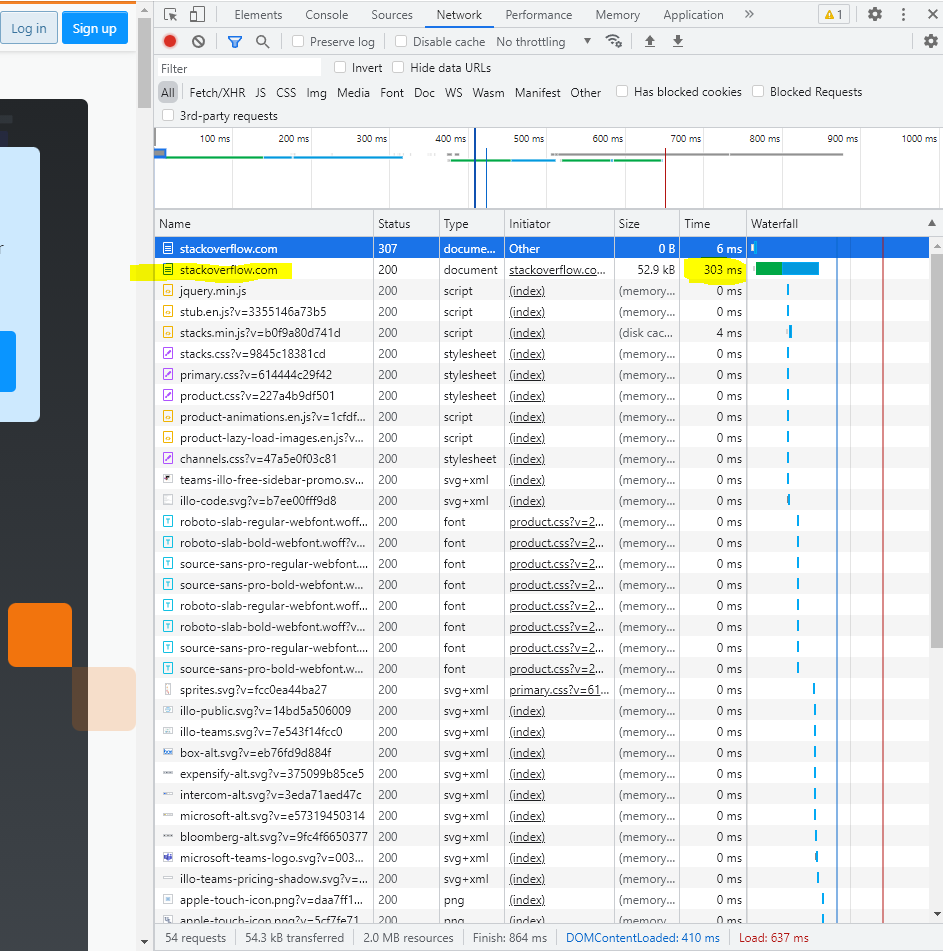 Log in Sign up
Elements Console Sources Network Performance Memory Application » 1
Preserve log Disable cache No throttling
Filter Invert Hide data URLs
All Fetch/XHR JS CSS Img Media Font Doc WS Wasm Manifest Other Has blocked cookies Blocked Requests
3rd-party requests
100 ms 200 ms 300 ms 400 ms 500 ms 600 ms 700 ms 800 ms 900 ms 1000 ms
Name Status Type Initiator Size Time Waterfall
stackoverflow.com 307 docume... Other 0 B 6 ms
stackoverflow.com 200 document stackoverflow.co... 52.9 kB 303 ms
jquery.min.js 200 script (index) (memory... 0 ms
stub.en.js?v=3355146a73b5 200 script (index) (memory... 0 ms
stacks.min.js?v=b0f9a80d741d 200 script (index) (disk cac... 4 ms
stacks.css?v=9845c18381cd 200 stylesheet (index) (memory... 0 ms
primary.css?v=614444c29f42 200 stylesheet (index) (memory... 0 ms
product.css?v=227a4b9df501 200 stylesheet (index) (memory... 0 ms
product-animations.en.js?v=1cfdf... 200 script (index) (memory... 0 ms
product-lazy-load-images.en.js?v... 200 script (index) (memory... 0 ms
channels.css?v=47a5e0f03c81 200 stylesheet (index) (memory... 0 ms
teams-illo-free-sidebar-promo.sv... 200 svg+xml (index) (memory... 0 ms
illo-code.svg?v=b7ee00fff9d8 200 svg+xml (index) (memory... 0 ms
roboto-slab-regular-webfont.woff... 200 font product.css?v=2... (memory... 0 ms
roboto-slab-bold-webfont.woff?v... 200 font product.css?v=2... (memory... 0 ms
source-sans-pro-regular-webfont.... 200 font product.css?v=2... (memory... 0 ms
source-sans-pro-bold-webfont.w... 200 font product.css?v=2... (memory... 0 ms
roboto-slab-regular-webfont.woff... 200 font product.css?v=2... (memory... 0 ms
roboto-slab-bold-webfont.woff?v... 200 font product.css?v=2... (memory... 0 ms
source-sans-pro-regular-webfont.... 200 font product.css?v=2... (memory... 0 ms
source-sans-pro-bold-webfont.w... 200 font product.css?v=2... (memory... 0 ms
sprites.svg?v=fcc0ea44ba27 200 svg+xml primary.css?v=61... (memory... 0 ms
illo-public.svg?v=14bd5a506009 200 svg+xml (index) (memory... 0 ms
illo-teams.svg?v=7e543f14fcc0 200 svg+xml (index) (memory... 0 ms
box-alt.svg?v=eb76fd9d884f 200 svg+xml (index) (memory... 0 ms
expensify-alt.svg?v=375099b85ce5 200 svg+xml (index) (memory... 0 ms
intercom-alt.svg?v=3eda71aed47c 200 svg+xml (index) (memory... 0 ms
microsoft-alt.svg?v=e57319450314 200 svg+xml (index) (memory... 0 ms
bloomberg-alt.svg?v=9fc4f6650377 200 svg+xml (index) (memory... 0 ms
microsoft-teams-logo.svg?v=003... 200 svg+xml (index) (memory... 0 ms
illo-teams-pricing-shadow.svg?v=... 200 svg+xml (index) (memory... 0 ms
apple-touch-icon.png?v=daa7ff1... 200 png (index) (memory... 0 ms
apple-touch-icon.png?v=5cf7fe71... 200 png (index) (memory... 0 ms
54 requests 54.3 kB transferred 2.0 MB resources Finish: 864 ms DOMContentLoaded: 410 ms Load: 637 ms